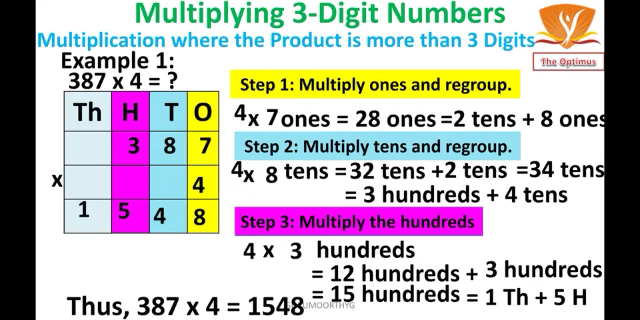 Multiplying 3-Digit Numbers
Multiplication where the Product is more than 3 Digits
The Optimus
Example 1:
387 x 4 = ?
Th H T O
3 8 7
x 4
1 5 4 8
Step 1: Multiply ones and regroup.
4 x 7 ones = 28 ones =2 tens + 8 ones
Step 2: Multiply tens and regroup.
4 x 8 tens =32 tens +2 tens =34 tens
= 3 hundreds + 4 tens
Step 3: Multiply the hundreds
4 x 3 hundreds
= 12 hundreds + 3 hundreds
= 15 hundreds = 1 Th + 5 H
Thus, 387 x 4 = 1548